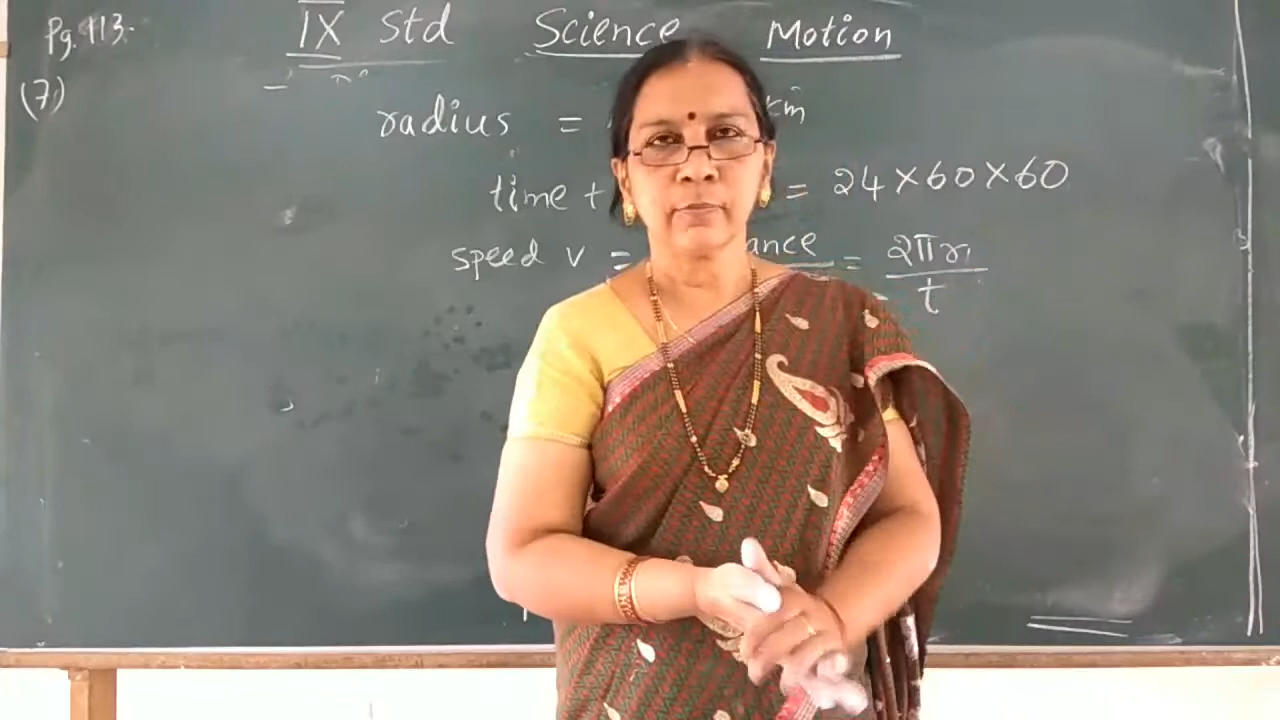 Pg. 113.
IX Std Science Motion
(7)
radius = km
time t = 24×60×60
speed v = ance = 2πr
t